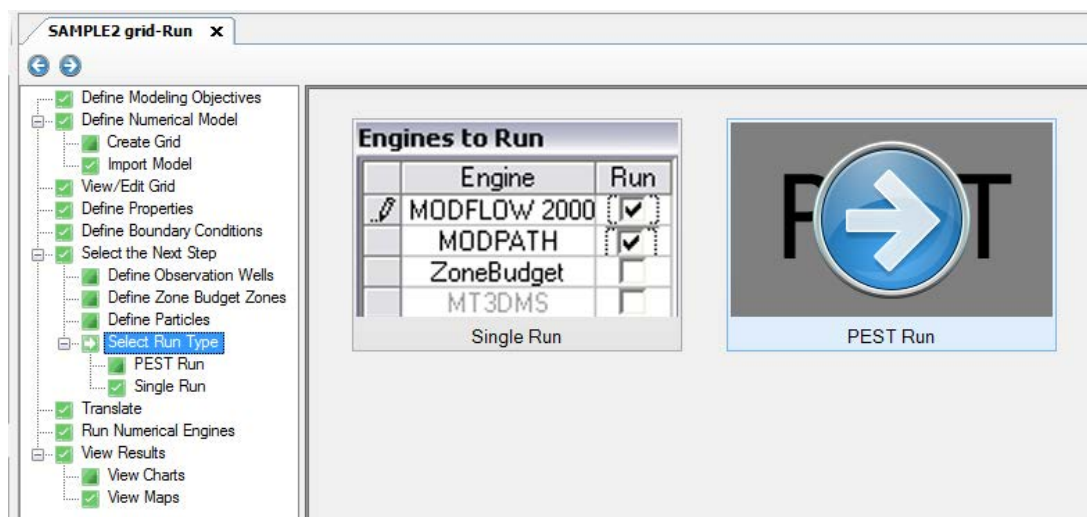 SAMPLE2 grid-Run X
Define Modeling Objectives
Define Numerical Model
Create Grid
Import Model
View/Edit Grid
Define Properties
Define Boundary Conditions
Select the Next Step
Define Observation Wells
Define Zone Budget Zones
Define Particles
Select Run Type
PEST Run
Single Run
Translate
Run Numerical Engines
View Results
View Charts
View Maps
Engines to Run
Engine Run
MODFLOW 2000
MODPATH
ZoneBudget
MT3DMS
Single Run
P T
PEST Run